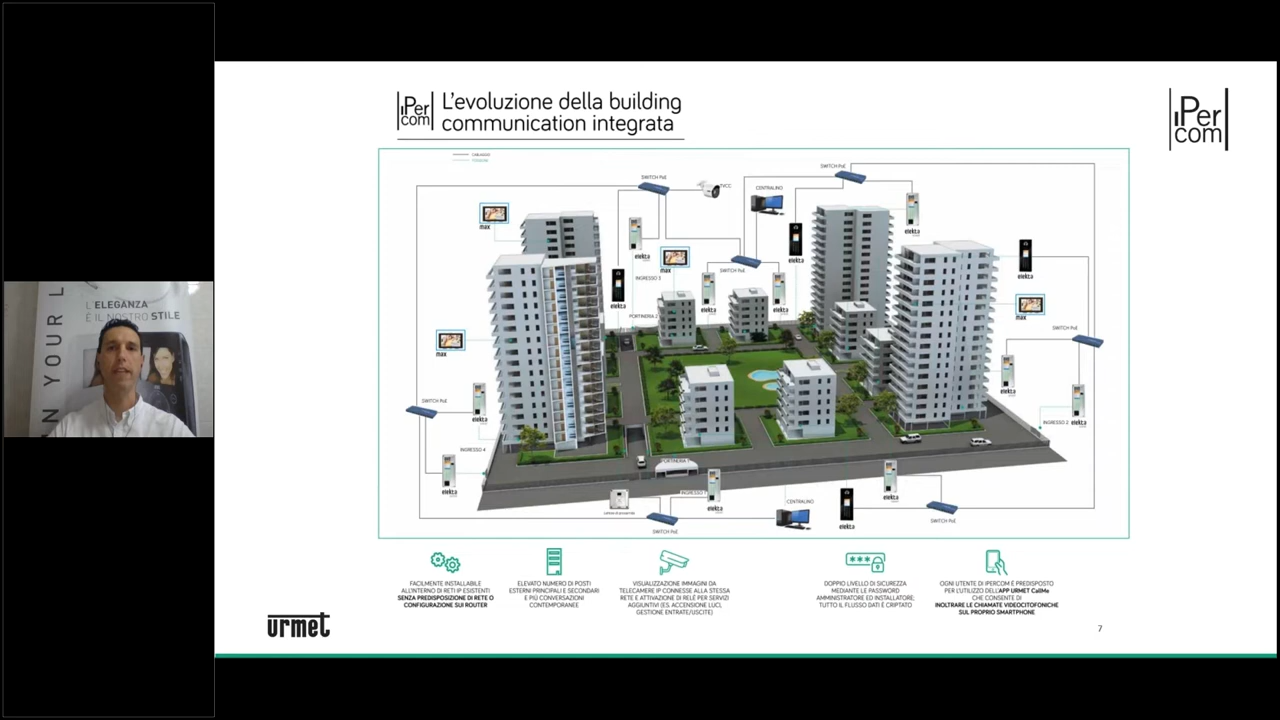 iPer
com
L'evoluzione della building
communication integrata
iPer
com
SWITCH PoE
TVCC
CENTRALINO
SWITCH PoE
max
elekta
max
elekta
INGRESSO 3
PORTINERIA 2
elekta
SWITCH PoE
elekta
elekta
elekta
elekta
max
SWITCH PoE
max
SWITCH PoE
elekta
INGRESSO 4
elekta
elekta
INGRESSO 2
elekta
PORTINERIA 1
INGRESSO 1
elekta
SWITCH PoE
CENTRALINO
elekta
elekta
SWITCH PoE
FACILMENTE INSTALLABILE
ALL'INTERNO DI RETI IP ESISTENTI
SENZA PREDISPOSIZIONE DI RETE O
CONFIGURAZIONE SUI ROUTER
ELEVATO NUMERO DI POSTI
ESTERNI PRINCIPALI E SECONDARI
E PIÙ CONVERSAZIONI
CONTEMPORANEE
VISUALIZZAZIONE IMMAGINI DA
TELECAMERE IP CONNESSE ALLA STESSA
RETE E ATTIVAZIONE DI RELÈ PER SERVIZI
AGGIUNTIVI (ES. ACCENSIONE LUCI,
GESTIONE ENTRATE/USCITE)
***
DOPPIO LIVELLO DI SICUREZZA
MEDIANTE LE PASSWORD
AMMINISTRATORE ED INSTALLATORE;
TUTTO IL FLUSSO DATI È CRIPTATO
OGNI UTENTE DI IPERCOM È PREDISPOSTO
PER L'UTILIZZO DELL'APP URMET CallMe
CHE CONSENTE DI
INOLTRARE LE CHIAMATE VIDEOCITOFONICHE
SUL PROPRIO SMARTPHONE
urmet
7
N YOUR L
L'ELEGANZA
È IL NOSTRO STILE